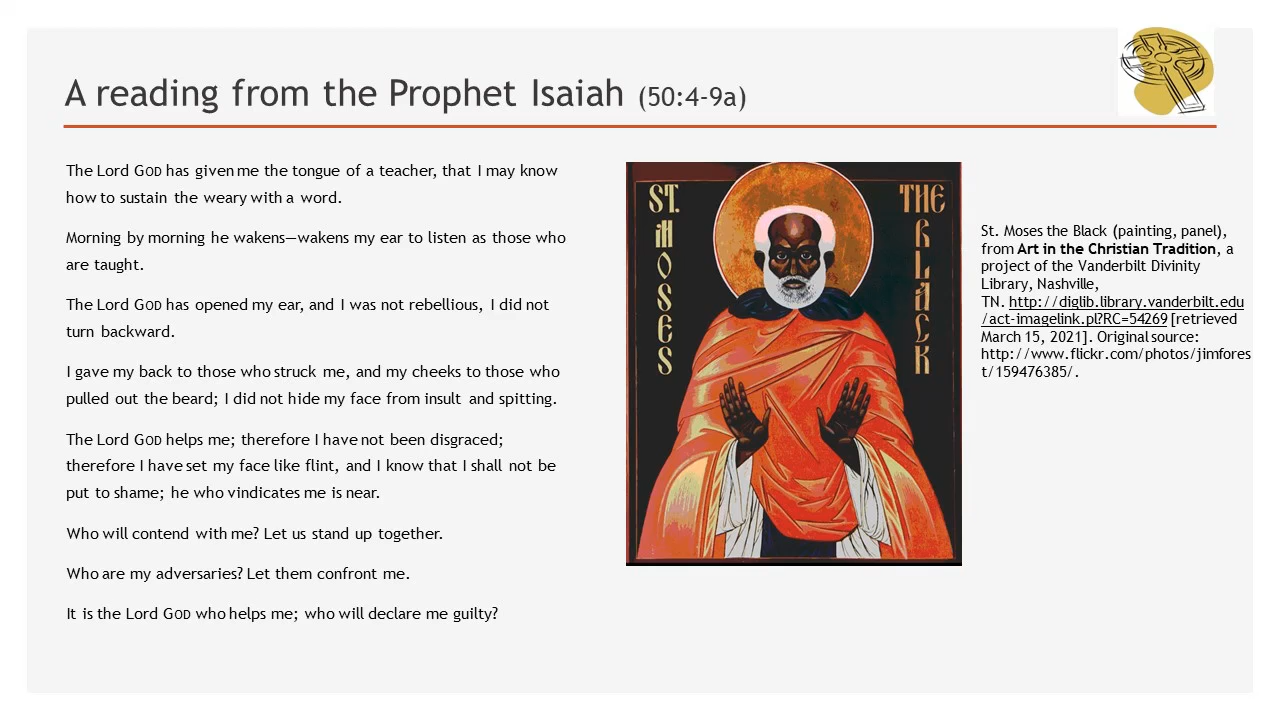 A reading from the Prophet Isaiah (50:4-9a)
The Lord GOD has given me the tongue of a teacher, that I may know
how to sustain the weary with a word.
Morning by morning he wakens—wakens my ear to listen as those who
are taught.
The Lord GOD has opened my ear, and I was not rebellious, I did not
turn backward.
I gave my back to those who struck me, and my cheeks to those who
pulled out the beard; I did not hide my face from insult and spitting.
The Lord GOD helps me; therefore I have not been disgraced;
therefore I have set my face like flint, and I know that I shall not be
put to shame; he who vindicates me is near.
Who will contend with me? Let us stand up together.
Who are my adversaries? Let them confront me.
It is the Lord GOD who helps me; who will declare me guilty?
ST. MOSES
THE BLACK
St. Moses the Black (painting, panel),
from Art in the Christian Tradition, a
project of the Vanderbilt Divinity
Library, Nashville,
TN. http://diglib.library.vanderbilt.edu
/act-imagelink.pl?RC=54269 [retrieved
March 15, 2021]. Original source:
http://www.flickr.com/photos/jimfores
t/159476385/.